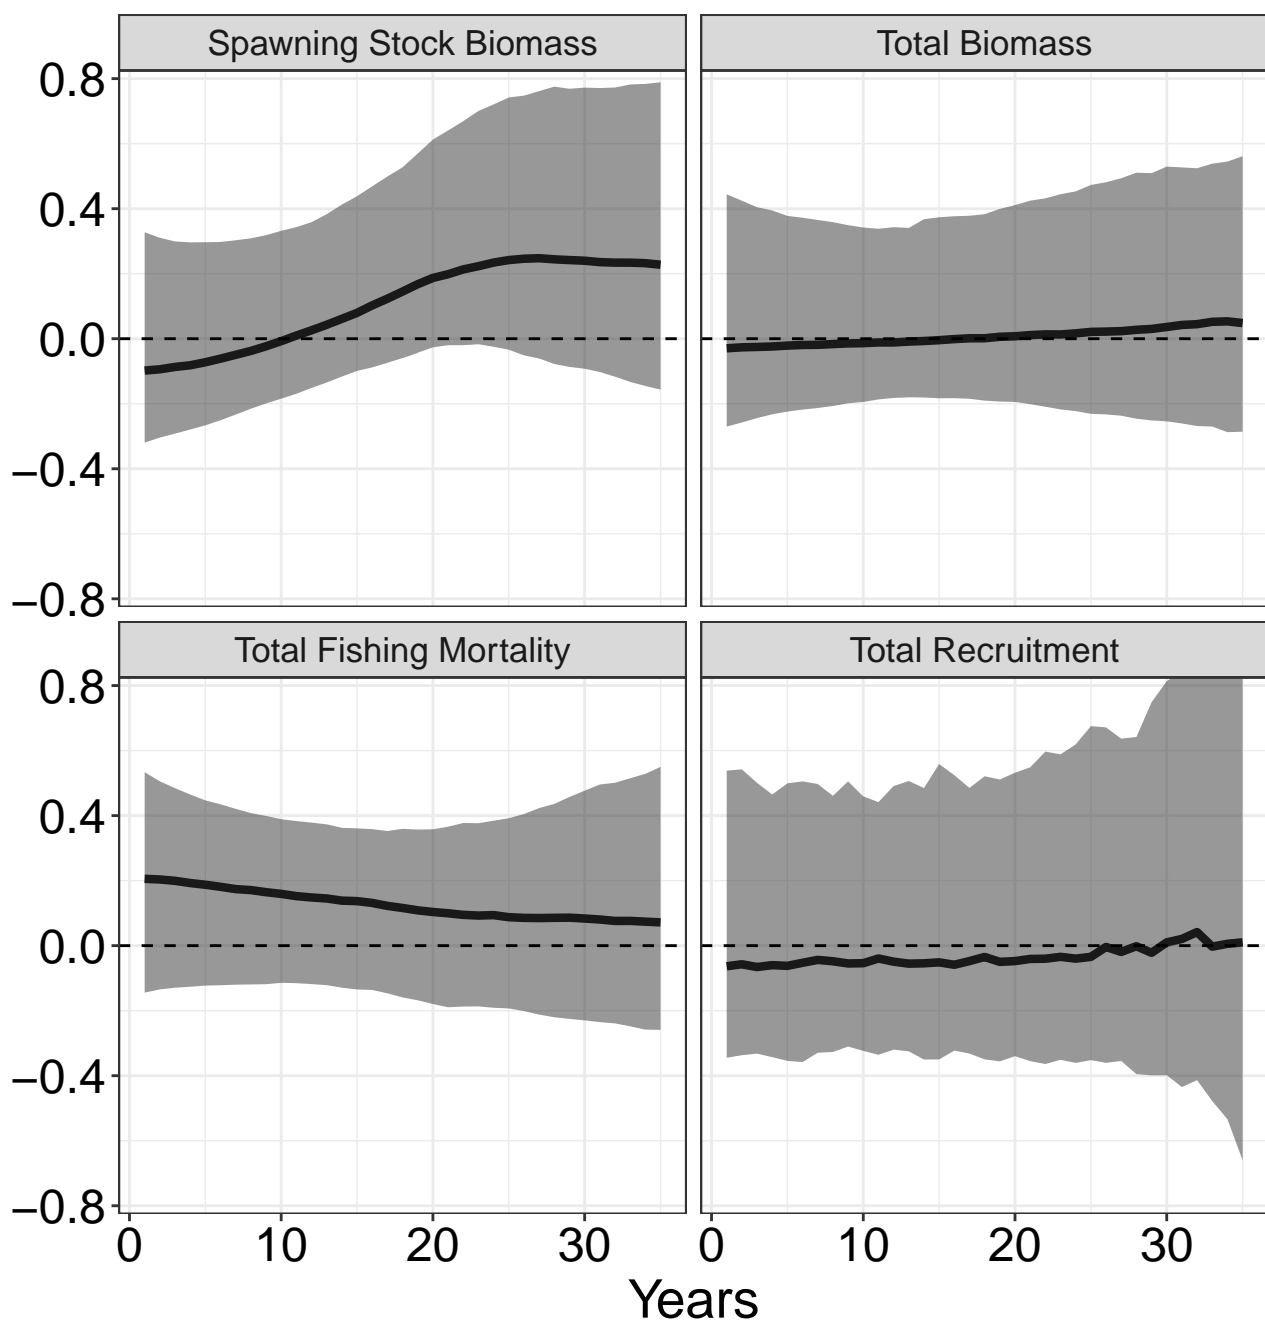 Spawning Stock Biomass
Total Biomass
0.8
0.4
0.0
−0.4
−0.8
Total Fishing Mortality
Total Recruitment
0.8
0.4
0.0
−0.4
−0.8
0 10 20 30
0 10 20 30
Years